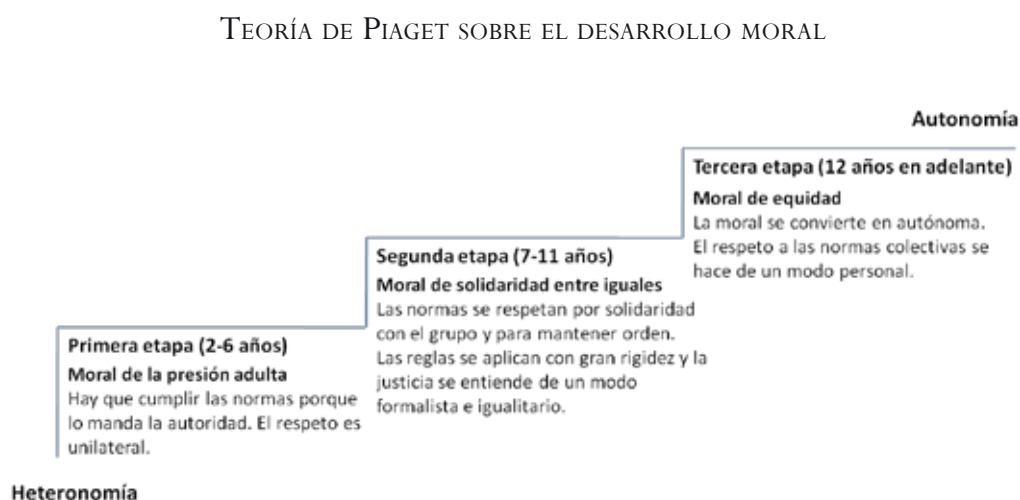 Teoría de Piaget sobre el desarrollo moral
Autonomía
Tercera etapa (12 años en adelante)
Moral de equidad
La moral se convierte en autónoma.
El respeto a las normas colectivas se
hace de un modo personal.
Segunda etapa (7-11 años)
Moral de solidaridad entre iguales
Las normas se respetan por solidaridad
con el grupo y para mantener orden.
Las reglas se aplican con gran rigidez y la
justicia se entiende de un modo
formalista e igualitario.
Primera etapa (2-6 años)
Moral de la presión adulta
Hay que cumplir las normas porque
lo manda la autoridad. El respeto es
unilateral.
Heteronomía